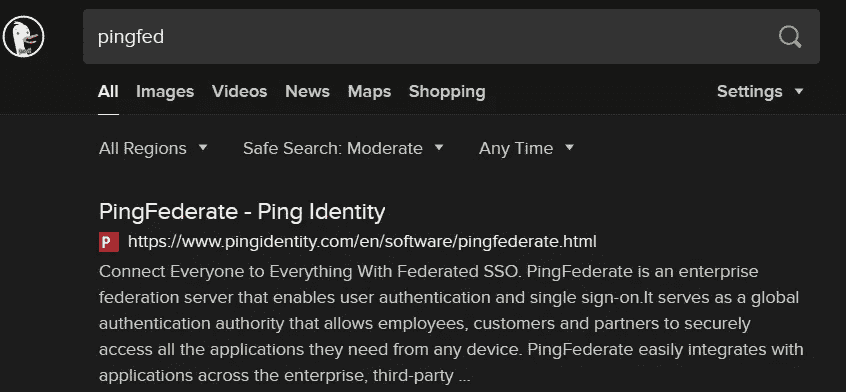 pingfed
All Images Videos News Maps Shopping Settings
All Regions Safe Search: Moderate Any Time
PingFederate - Ping Identity
P https://www.pingidentity.com/en/software/pingfederate.html
Connect Everyone to Everything With Federated SSO. PingFederate is an enterprise
federation server that enables user authentication and single sign-on.It serves as a global
authentication authority that allows employees, customers and partners to securely
access all the applications they need from any device. PingFederate easily integrates with
applications across the enterprise, third-party ...